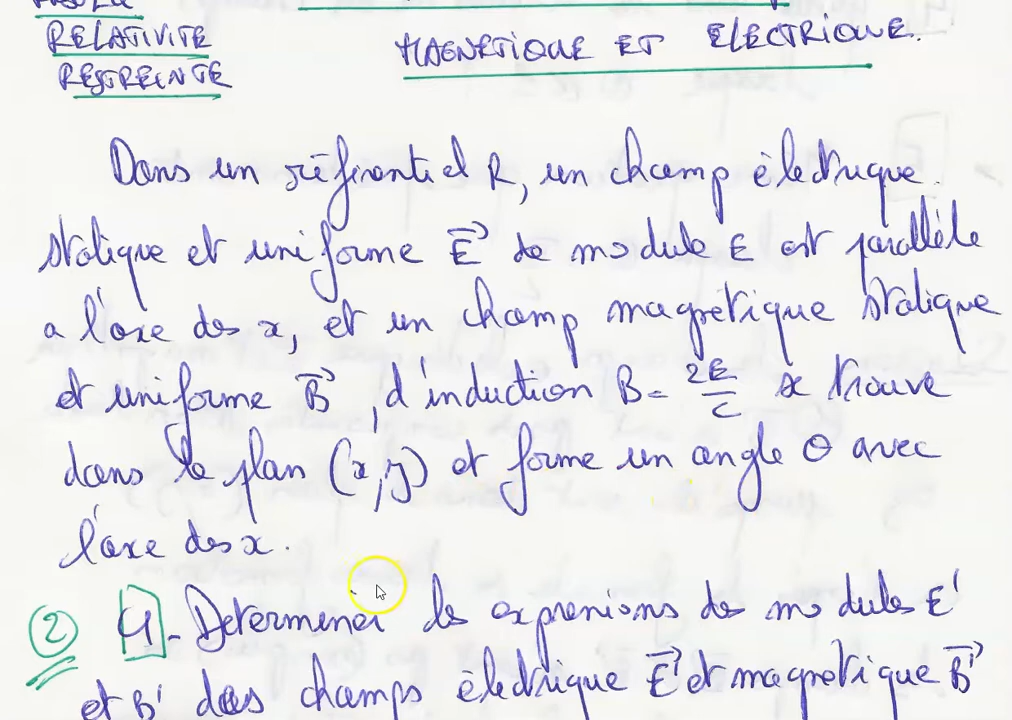 RELATIVITE
RESTREINTE
MAGNETIQUE ET ELECTRIQUE.
Dans un référentiel R, un champ électrique
statique et uniforme E⃗ de module E est parallèle
a l'axe des x, et un champ magnétique statique
et uniforme B⃗, d'induction B = 2E/c se trouve
dans le plan (x,y) et forme un angle θ avec
l'axe des x.
② 1 - Determiner les expressions des modules E'
et B' des champs électrique E⃗' et magnétique B⃗'